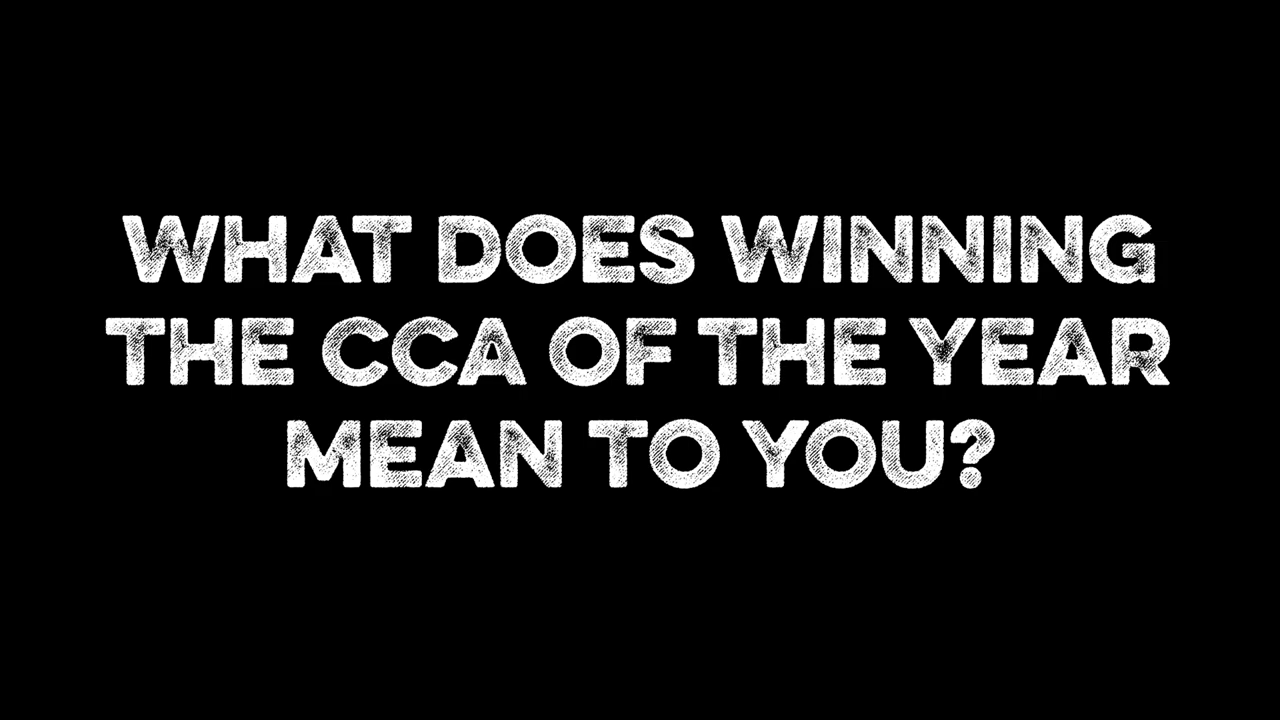 WHAT DOES WINNING
THE CCA OF THE YEAR
MEAN TO YOU?